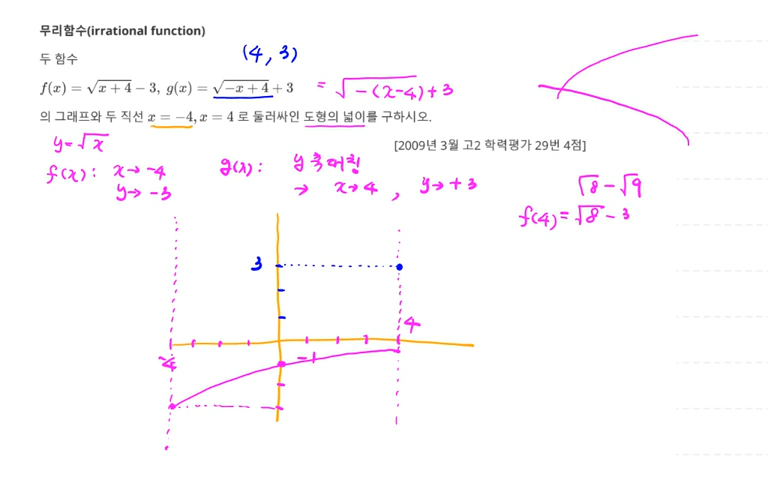 무리함수(irrational function)
두 함수
(4, 3)
f(x) = √x+4 − 3, g(x) = √−x+4 + 3 = √-(x-4) + 3
의 그래프와 두 직선 x = −4, x = 4 로 둘러싸인 도형의 넓이를 구하시오.
[2009년 3월 고2 학력평가 29번 4점]
y=√x
f(x): x→ -4
y→ -3
g(x): y축 대칭
→ x→4, y→+3
√8 - √9
f(4) = √8 - 3
3
4
-4
-1